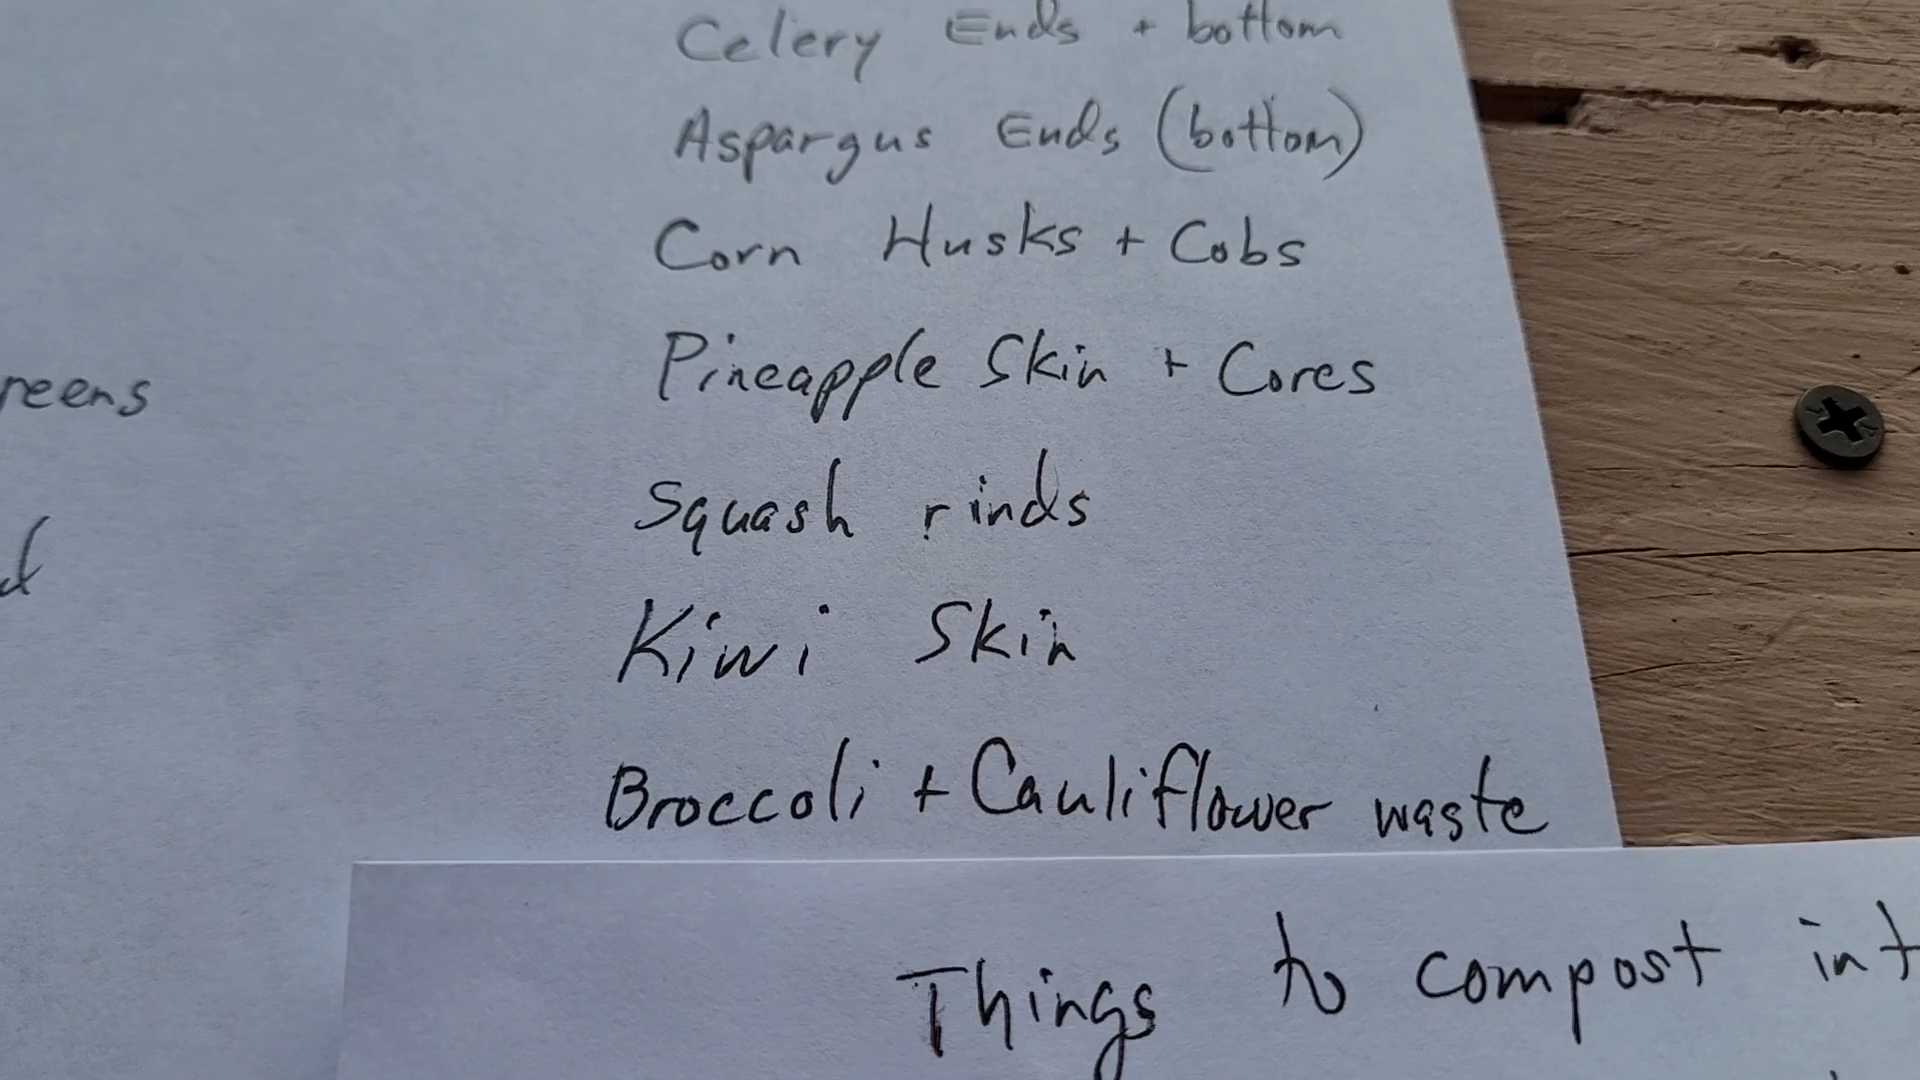 Celery Ends + bottom
Aspargus Ends (bottom)
Corn Husks + Cobs
Pineapple Skin + Cores
reens
Squash rinds
Kiwi Skin
Broccoli + Cauliflower waste
Things to compost int